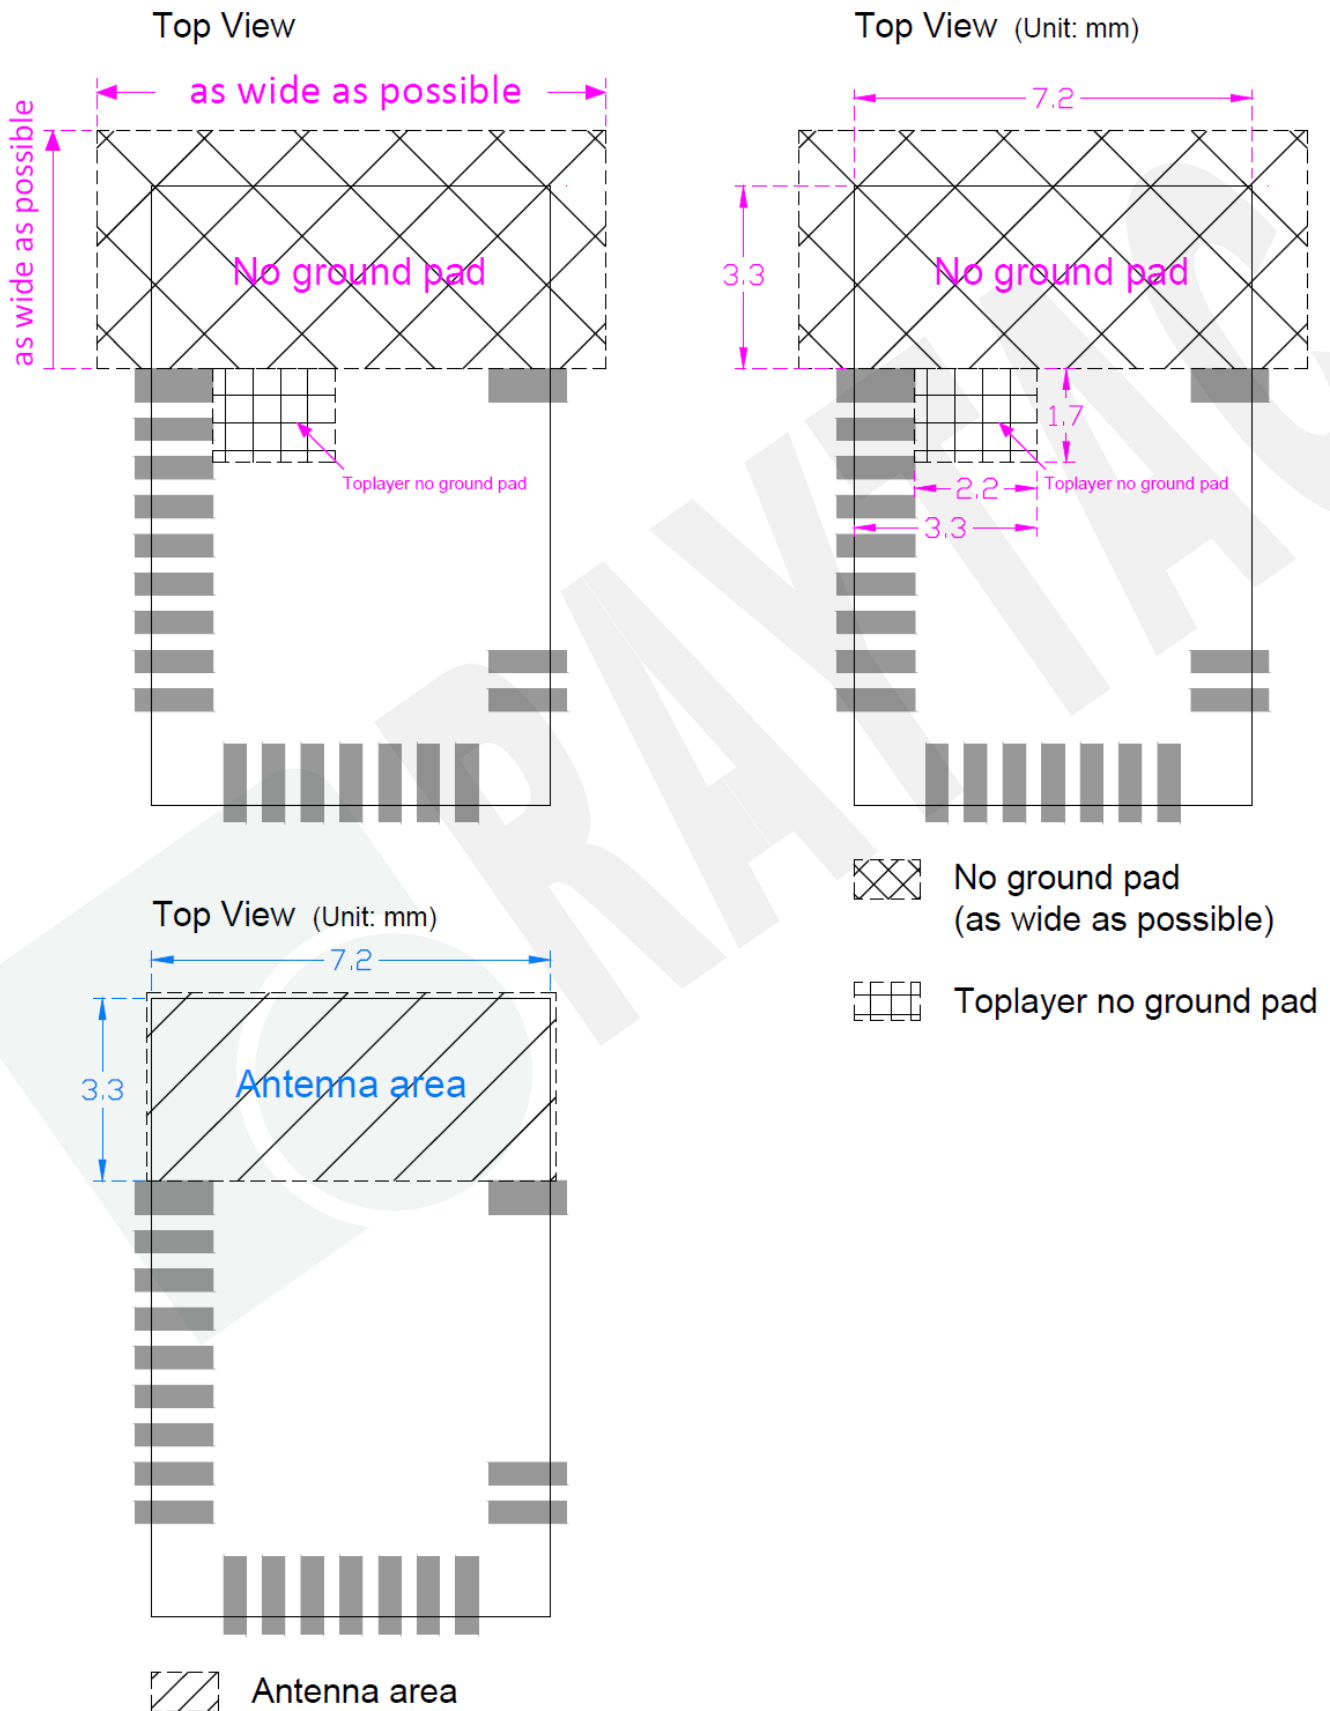 Top View
as wide as possible
as wide as possible
No ground pad
Toplayer no ground pad
Top View (Unit: mm)
7.2
3.3
No ground pad
1.7
2.2
Toplayer no ground pad
3.3
No ground pad
(as wide as possible)
Toplayer no ground pad
Top View (Unit: mm)
7.2
3.3
Antenna area
Antenna area
RAYTAC